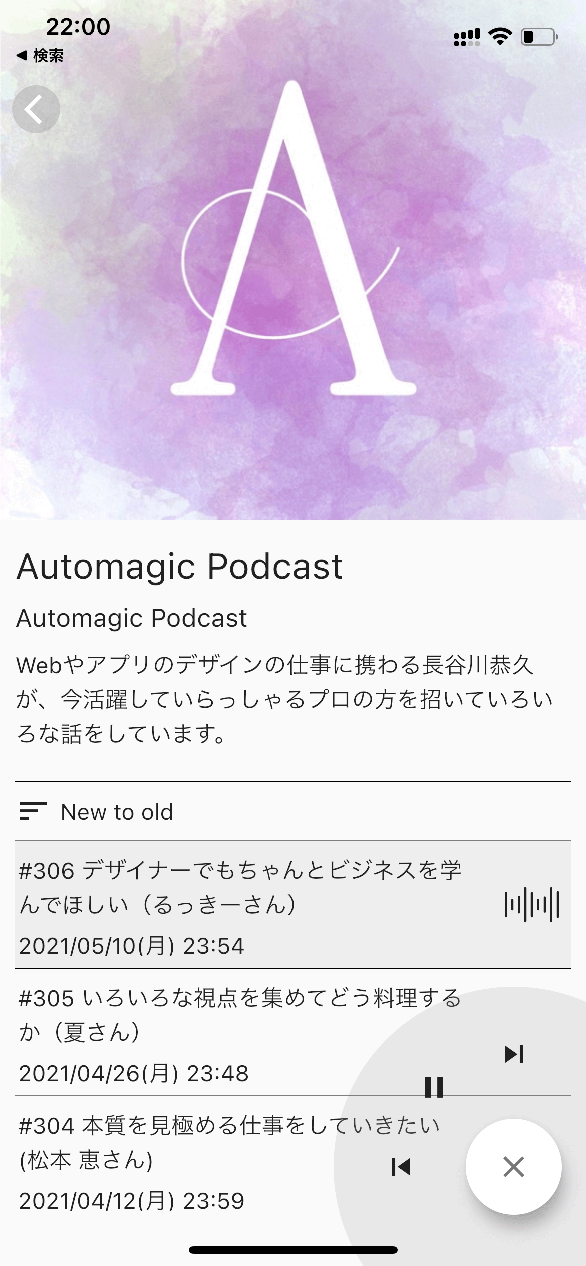 22:00
◀ 検索
A
Automagic Podcast
Automagic Podcast
Webやアプリのデザインの仕事に携わる長谷川恭久
が、今活躍していらっしゃるプロの方を招いていろい
ろな話をしています。
New to old
#306 デザイナーでもちゃんとビジネスを学
んでほしい（るっきーさん）
2021/05/10(月) 23:54
#305 いろいろな視点を集めてどう料理する
か（夏さん）
2021/04/26(月) 23:48
#304 本質を見極める仕事をしていきたい
(松本 恵さん)
2021/04/12(月) 23:59